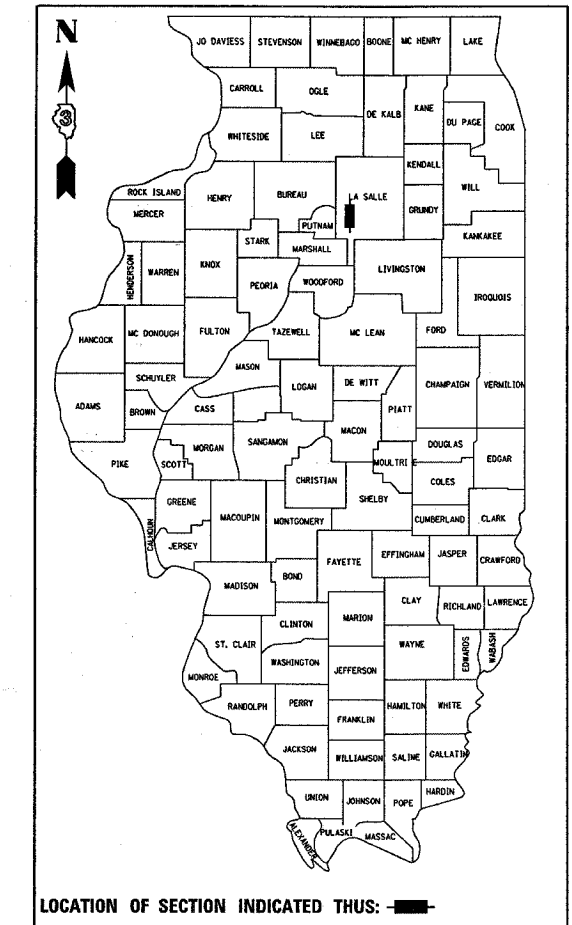 N
3
JO DAVIESS STEVENSON WINNEBAGO BOONE MC HENRY LAKE
CARROLL OGLE DE KALB KANE DU PAGE COOK
WHITESIDE LEE KENDALL WILL
ROCK ISLAND HENRY BUREAU LA SALLE GRUNDY
MERCER PUTNAM KANKAKEE
STARK MARSHALL
HENDERSON WARREN KNOX PEORIA WOODFORD LIVINGSTON IROQUOIS
HANCOCK MC DONOUGH FULTON TAZEWELL MC LEAN FORD
SCHUYLER MASON LOGAN DE WITT CHAMPAIGN VERMILION
ADAMS BROWN CASS PIATT
MACON
PIKE SCOTT MORGAN SANGAMON MOULTRIE DOUGLAS EDGAR
CHRISTIAN COLES
GREENE SHELBY
CALHOUN MACOUPIN MONTGOMERY CUMBERLAND CLARK
JERSEY FAYETTE EFFINGHAM JASPER CRAWFORD
MADISON BOND
CLAY RICHLAND LAWRENCE
CLINTON MARION
ST. CLAIR WAYNE EDWARDS WABASH
WASHINGTON JEFFERSON
MONROE
RANDOLPH PERRY HAMILTON WHITE
FRANKLIN
JACKSON WILLIAMSON SALINE GALLATIN
HARDIN
UNION JOHNSON POPE
ALEXANDER PULASKI MASSAC
LOCATION OF SECTION INDICATED THUS: